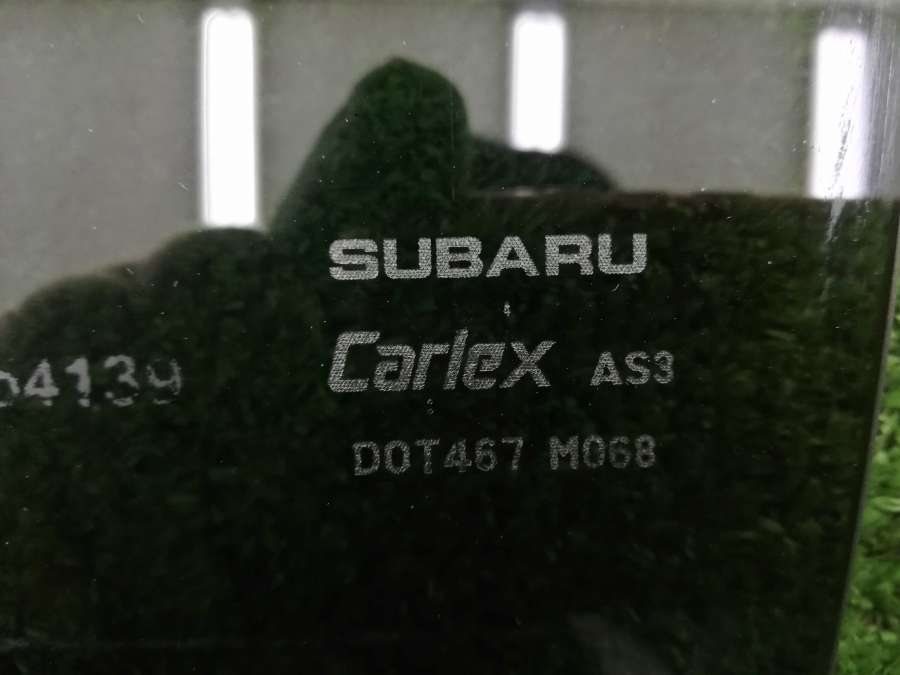 SUBARU
Carlex AS3
04139
DOT467 M068